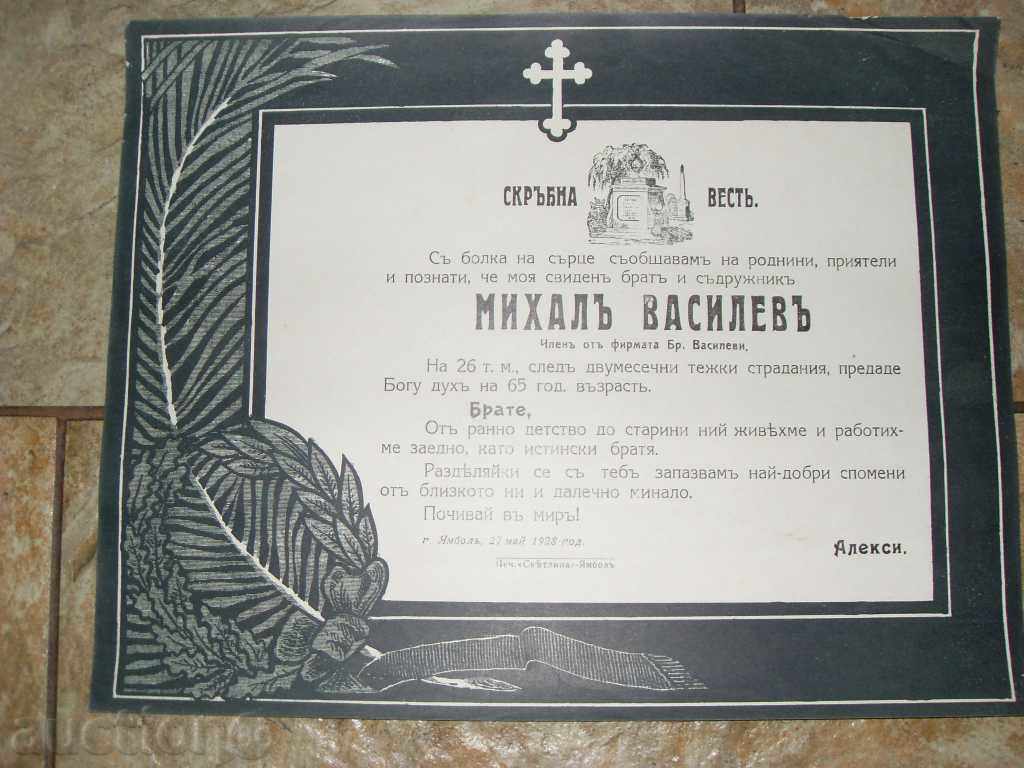 СКРЪБНА ВЕСТЬ.
Съ болка на сърце съобщавамъ на роднини, приятели
и познати, че моя свиденъ братъ и съдружникъ
МИХАЛЪ ВАСИЛЕВЪ
Членъ отъ фирмата Бр. Василеви,
На 26 т. м., следъ двумесечни тежки страдания, предаде
Богу духъ на 65 год. възрасть.
Брате,
Отъ ранно детство до старини ний живѣхме и работих-
ме заедно, като истински братя.
Раздѣляйки се съ тебъ запазвамъ най-добри спомени
отъ близкото ни и далечно минало.
Почивай въ миръ!
г. Ямболъ, 27 май 1928 год.
Алекси.
Печ. «Свѣтлина»-Ямболъ
auction